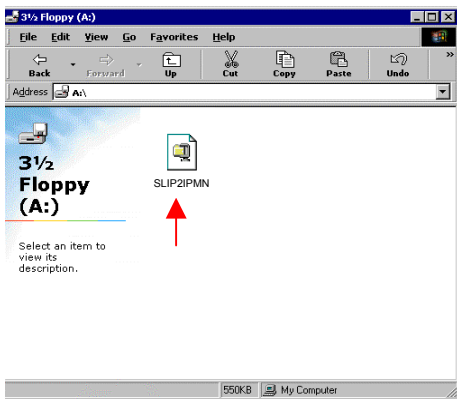 3½ Floppy (A:)
File Edit View Go Favorites Help
Back Forward Up Cut Copy Paste Undo »
Address A:\
3½
Floppy
(A:)
SLIP2IPMN
Select an item to
view its
description.
550KB My Computer